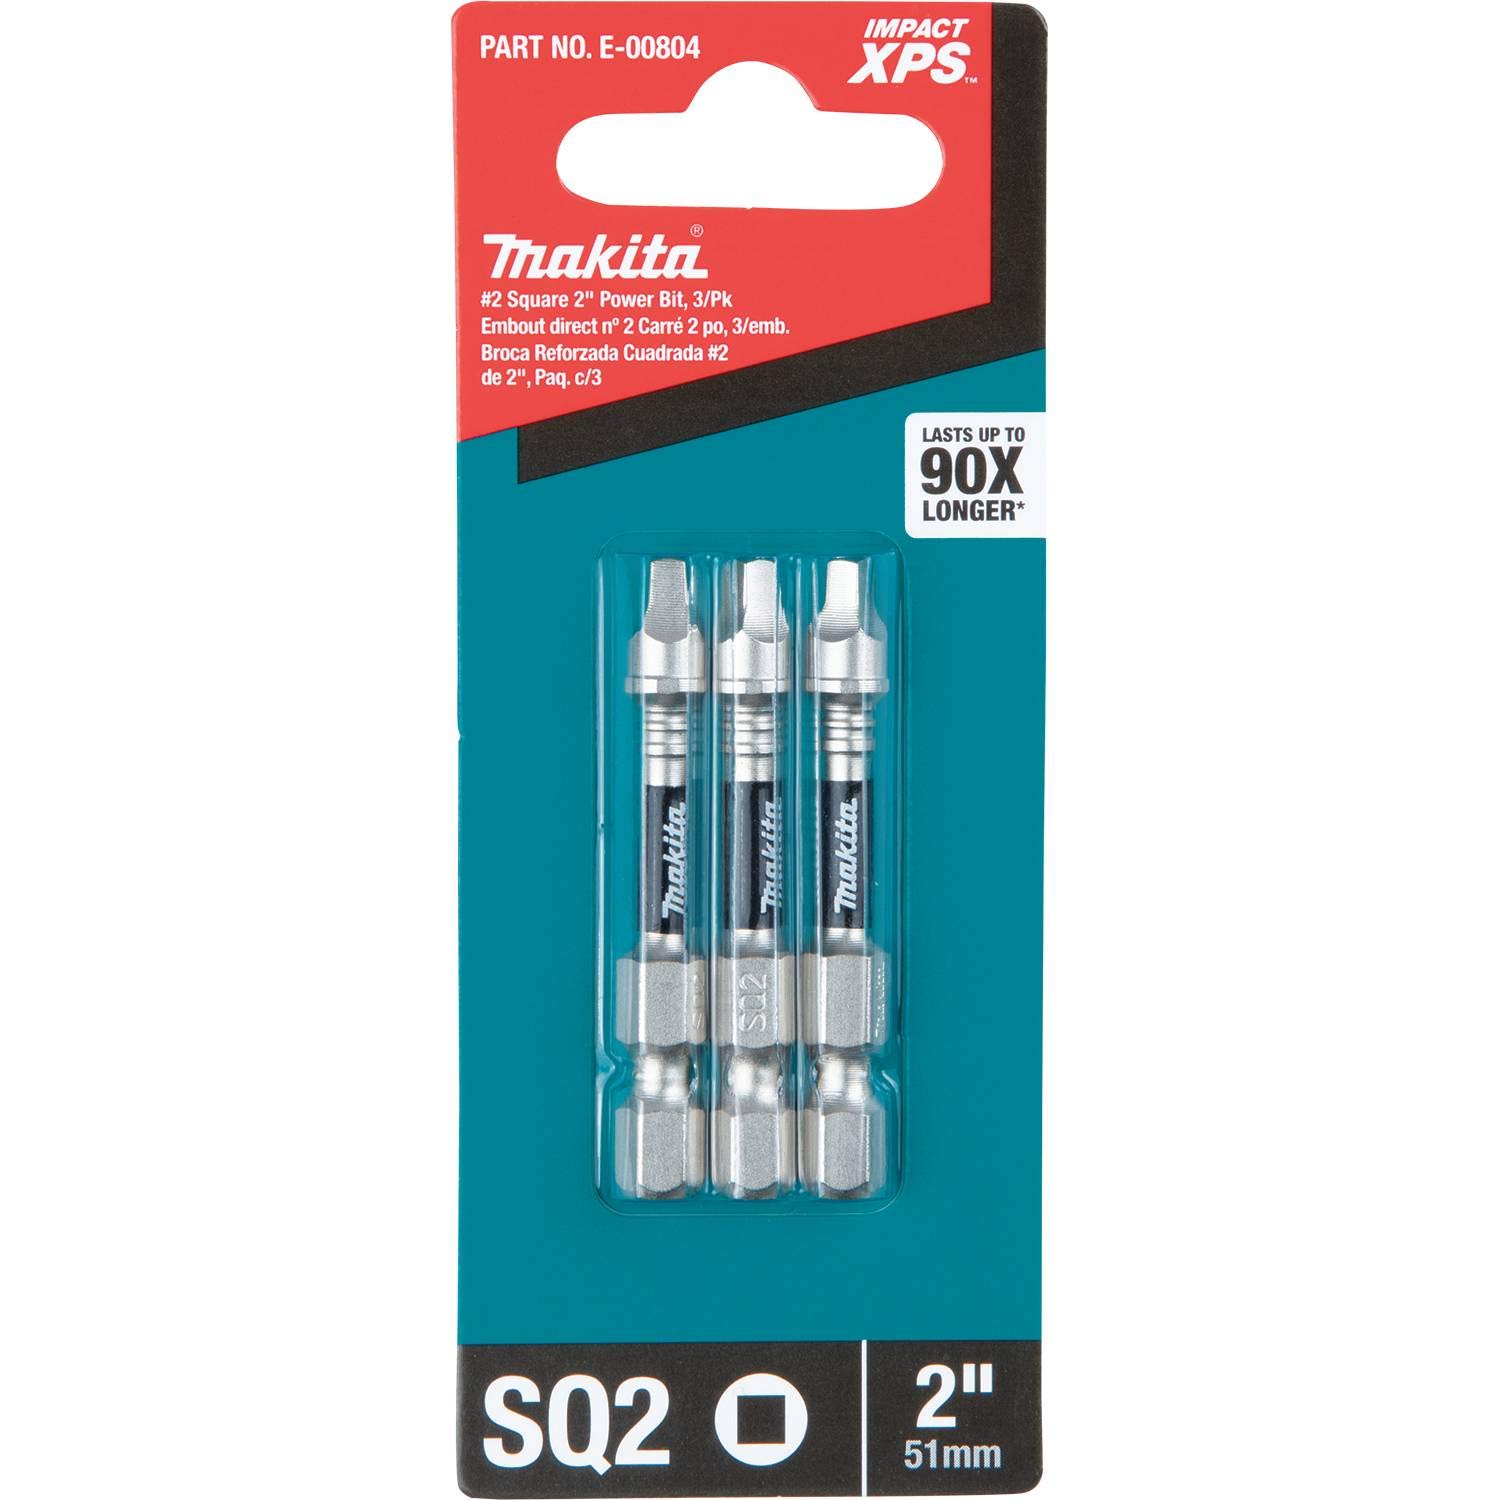 PART NO. E-00804
IMPACT
XPS™
Makita®
#2 Square 2" Power Bit, 3/Pk
Embout direct nº 2 Carré 2 po, 3/emb.
Broca Reforzada Cuadrada #2
de 2", Paq. c/3
LASTS UP TO
90X
LONGER*
Makita
Makita
Makita
SQ2
SQ2
2"
51mm